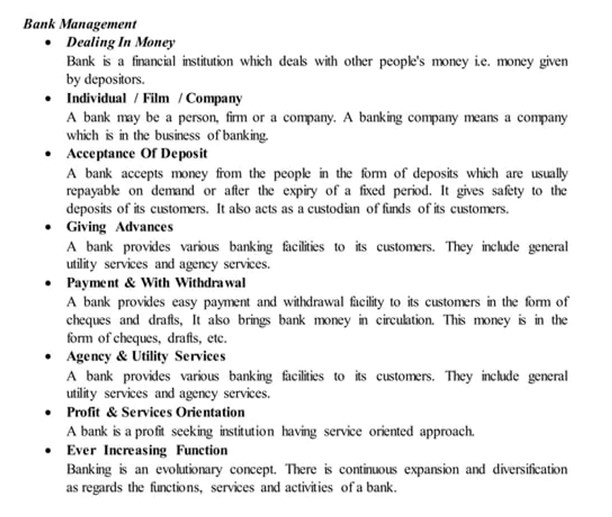 Bank Management
• Dealing In Money
Bank is a financial institution which deals with other people's money i.e. money given
by depositors.
• Individual / Film / Company
A bank may be a person, firm or a company. A banking company means a company
which is in the business of banking.
• Acceptance Of Deposit
A bank accepts money from the people in the form of deposits which are usually
repayable on demand or after the expiry of a fixed period. It gives safety to the
deposits of its customers. It also acts as a custodian of funds of its customers.
• Giving Advances
A bank provides various banking facilities to its customers. They include general
utility services and agency services.
• Payment & With Withdrawal
A bank provides easy payment and withdrawal facility to its customers in the form of
cheques and drafts, It also brings bank money in circulation. This money is in the
form of cheques, drafts, etc.
• Agency & Utility Services
A bank provides various banking facilities to its customers. They include general
utility services and agency services.
• Profit & Services Orientation
A bank is a profit seeking institution having service oriented approach.
• Ever Increasing Function
Banking is an evolutionary concept. There is continuous expansion and diversification
as regards the functions, services and activities of a bank.